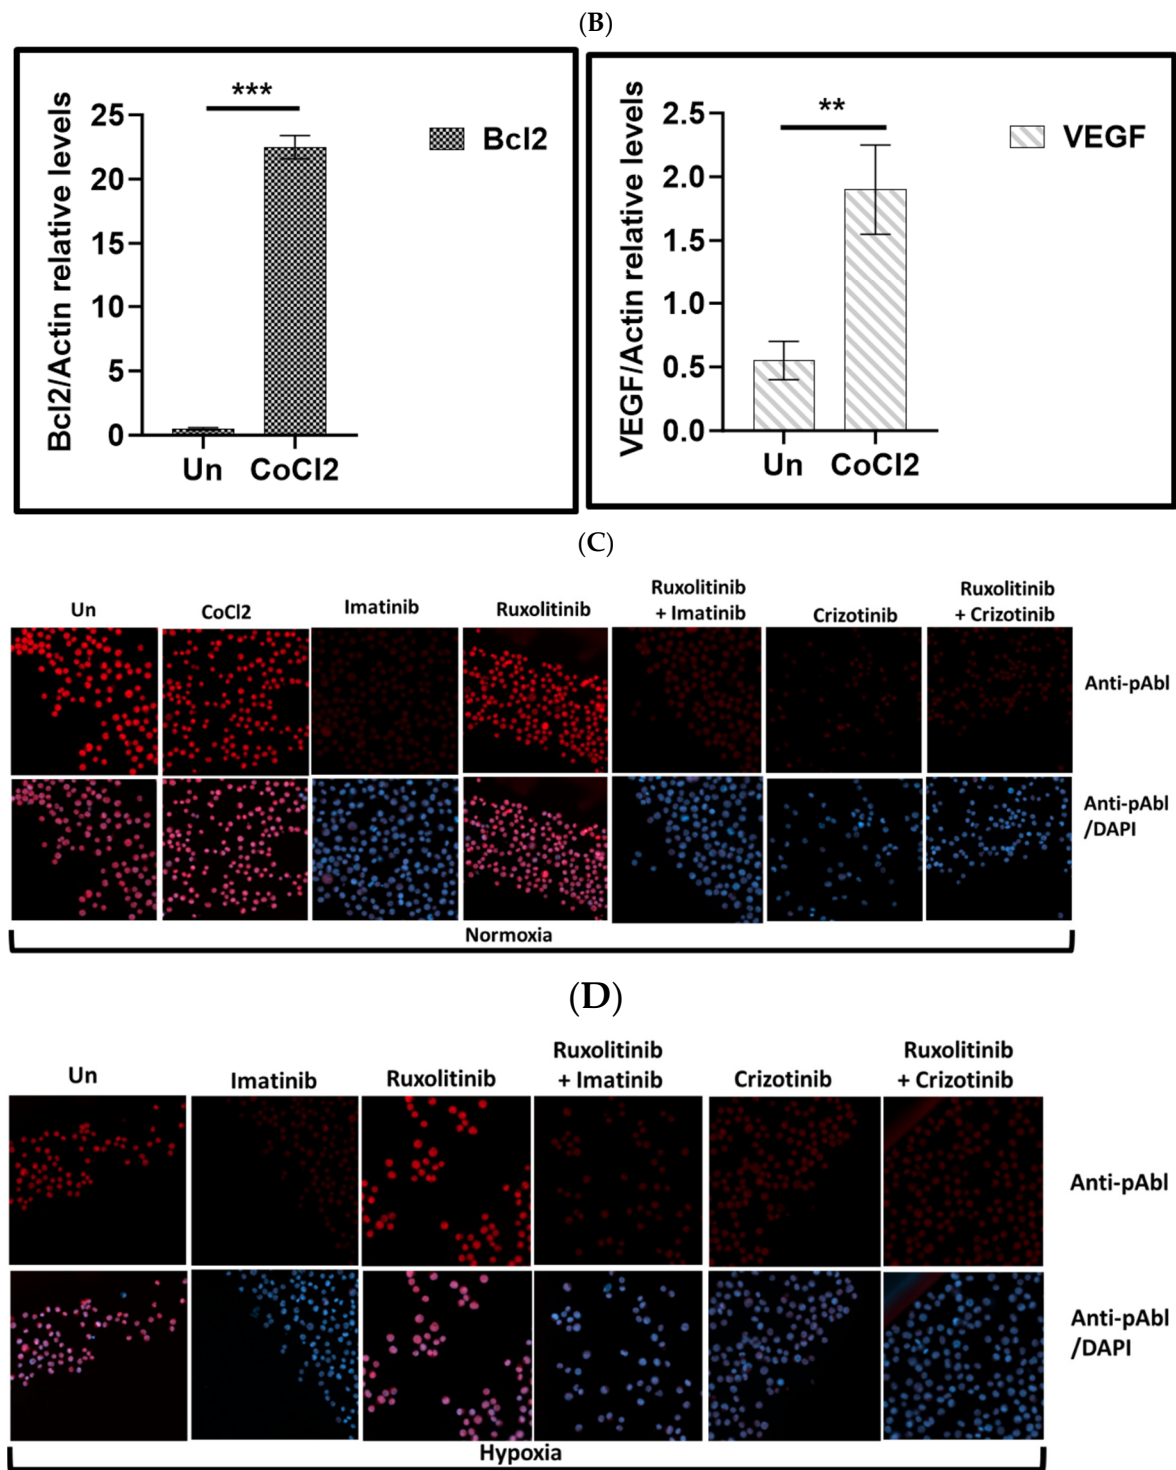 (B)
Bcl2/Actin relative levels
25
20
15
10
5
0
***
Un CoCl2
Bcl2
VEGF/Actin relative levels
2.5
2.0
1.5
1.0
0.5
0.0
**
Un CoCl2
VEGF
(C)
Un
CoCl2
Imatinib
Ruxolitinib
Ruxolitinib
+ Imatinib
Crizotinib
Ruxolitinib
+ Crizotinib
Anti-pAbl
Anti-pAbl
/DAPI
Normoxia
(D)
Un
Imatinib
Ruxolitinib
Ruxolitinib
+ Imatinib
Crizotinib
Ruxolitinib
+ Crizotinib
Anti-pAbl
Anti-pAbl
/DAPI
Hypoxia